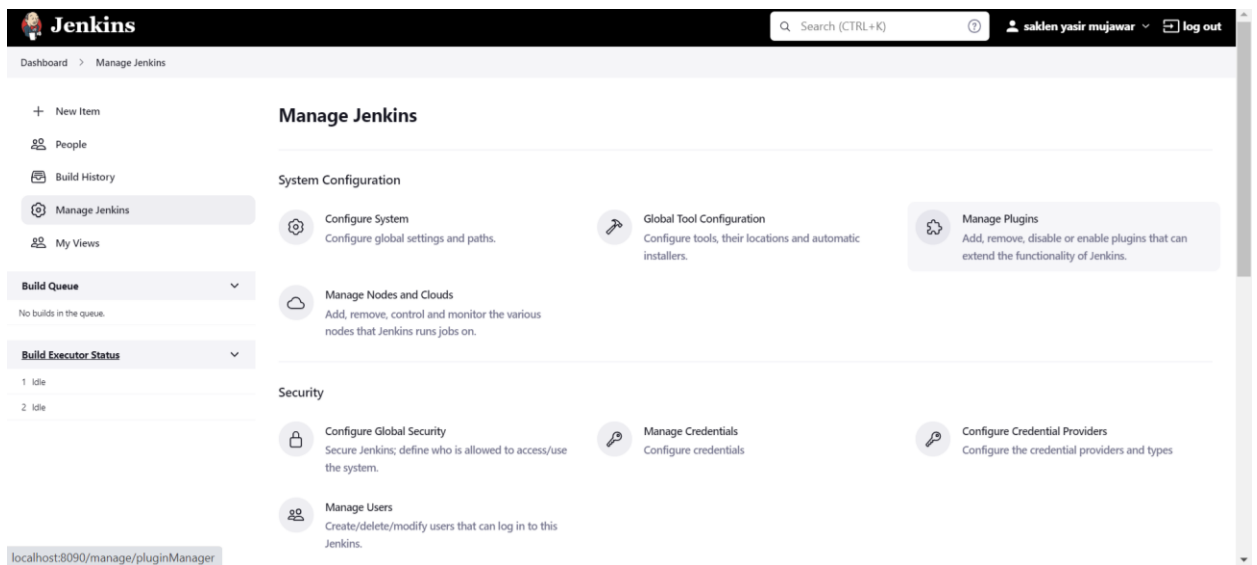 Jenkins
Search (CTRL+K)
saklen yasir mujawar
log out
Dashboard > Manage Jenkins
New Item
People
Build History
Manage Jenkins
My Views
Build Queue
No builds in the queue.
Build Executor Status
1 Idle
2 Idle
Manage Jenkins
System Configuration
Configure System
Configure global settings and paths.
Global Tool Configuration
Configure tools, their locations and automatic
installers.
Manage Plugins
Add, remove, disable or enable plugins that can
extend the functionality of Jenkins.
Manage Nodes and Clouds
Add, remove, control and monitor the various
nodes that Jenkins runs jobs on.
Security
Configure Global Security
Secure Jenkins; define who is allowed to access/use
the system.
Manage Credentials
Configure credentials
Configure Credential Providers
Configure the credential providers and types
Manage Users
Create/delete/modify users that can log in to this
Jenkins.
localhost:8090/manage/pluginManager